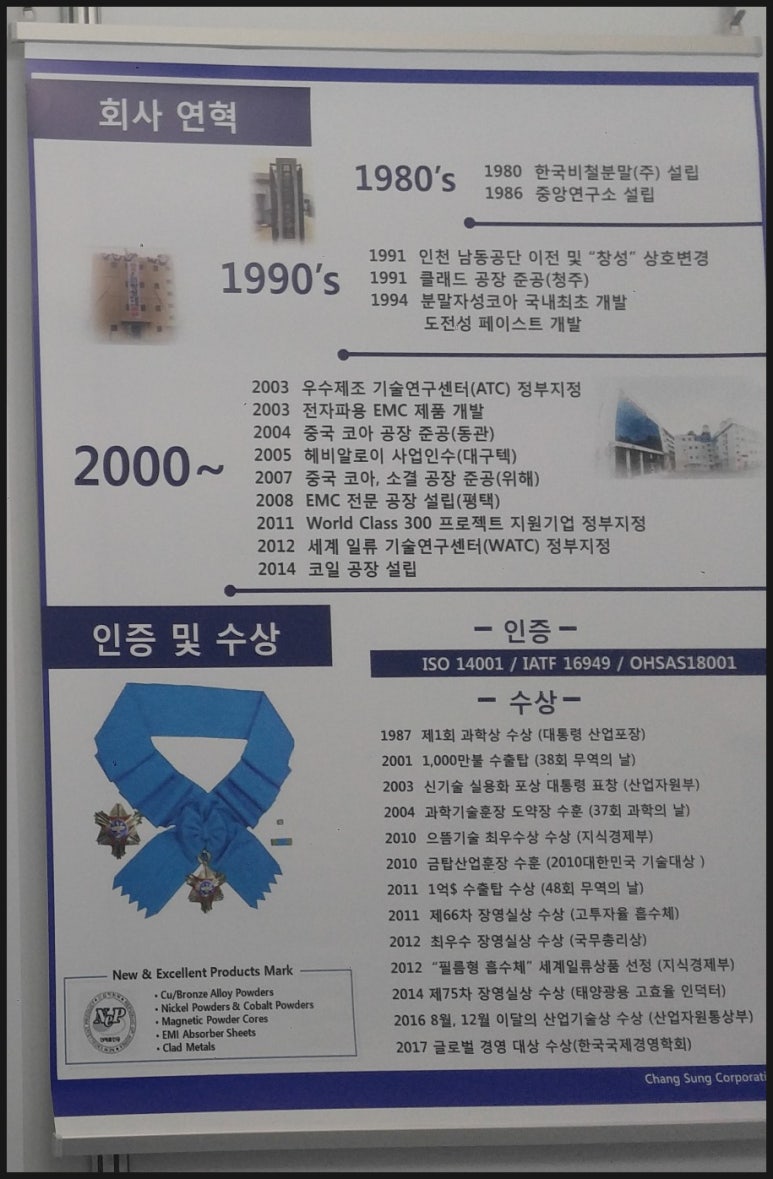 회사 연혁
1980's
1980 한국비철분말(주) 설립
1986 중앙연구소 설립
1990's
1991 인천 남동공단 이전 및 “창성” 상호변경
1991 클래드 공장 준공(청주)
1994 분말자성코아 국내최초 개발
도전성 페이스트 개발
2000~
2003 우수제조 기술연구센터(ATC) 정부지정
2003 전자파용 EMC 제품 개발
2004 중국 코아 공장 준공(동관)
2005 헤비알로이 사업인수(대구텍)
2007 중국 코아, 소결 공장 준공(위해)
2008 EMC 전문 공장 설립(평택)
2011 World Class 300 프로젝트 지원기업 정부지정
2012 세계 일류 기술연구센터(WATC) 정부지정
2014 코일 공장 설립
인증 및 수상
- 인증 -
ISO 14001 / IATF 16949 / OHSAS18001
- 수상 -
1987 제1회 과학상 수상 (대통령 산업포장)
2001 1,000만불 수출탑 (38회 무역의 날)
2003 신기술 실용화 포상 대통령 표창 (산업자원부)
2004 과학기술훈장 도약장 수훈 (37회 과학의 날)
2010 으뜸기술 최우수상 수상 (지식경제부)
2010 금탑산업훈장 수훈 (2010대한민국 기술대상 )
2011 1억$ 수출탑 수상 (48회 무역의 날)
2011 제66차 장영실상 수상 (고투자율 흡수체)
2012 최우수 장영실상 수상 (국무총리상)
2012 “필름형 흡수체” 세계일류상품 선정 (지식경제부)
2014 제75차 장영실상 수상 (태양광용 고효율 인덕터)
2016 8월, 12월 이달의 산업기술상 수상 (산업자원통상부)
2017 글로벌 경영 대상 수상(한국국제경영학회)
New & Excellent Products Mark
NeP
• Cu/Bronze Alloy Powders
• Nickel Powders & Cobalt Powders
• Magnetic Powder Cores
• EMI Absorber Sheets
• Clad Metals
Chang Sung Corporati